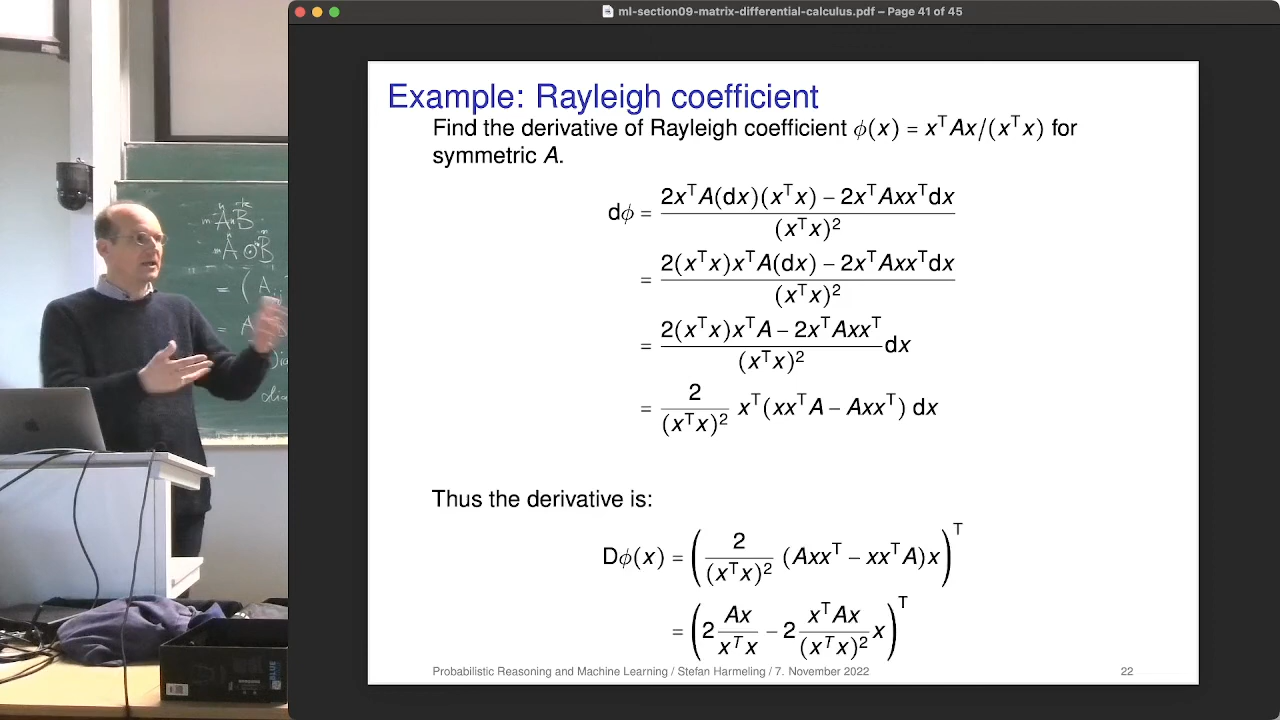 ml-section09-matrix-differential-calculus.pdf – Page 41 of 45
Example: Rayleigh coefficient
Find the derivative of Rayleigh coefficient ϕ(x) = xᵀAx/(xᵀx) for
symmetric A.
dϕ = (2xᵀA(dx)(xᵀx) − 2xᵀAxxᵀdx) / (xᵀx)²
= (2(xᵀx)xᵀA(dx) − 2xᵀAxxᵀdx) / (xᵀx)²
= (2(xᵀx)xᵀA − 2xᵀAxxᵀ) / (xᵀx)² dx
= 2 / (xᵀx)² xᵀ(xxᵀA − Axxᵀ) dx
Thus the derivative is:
Dϕ(x) = (2 / (xᵀx)² (Axxᵀ − xxᵀA)x)ᵀ
= (2 Ax / xᵀx − 2 xᵀAx / (xᵀx)² x)ᵀ
Probabilistic Reasoning and Machine Learning / Stefan Harmeling / 7. November 2022
22